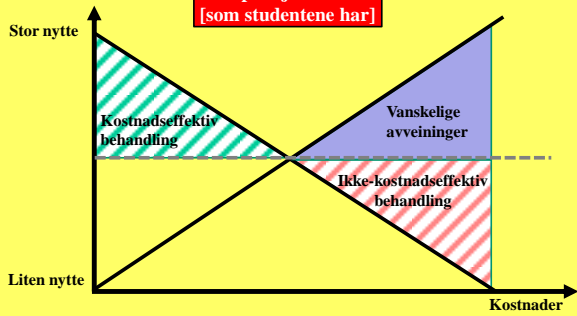 [som studentene har]
Stor nytte
Kostnadseffektiv
behandling
Vanskelige
avveininger
Ikke-kostnadseffektiv
behandling
Liten nytte
Kostnader